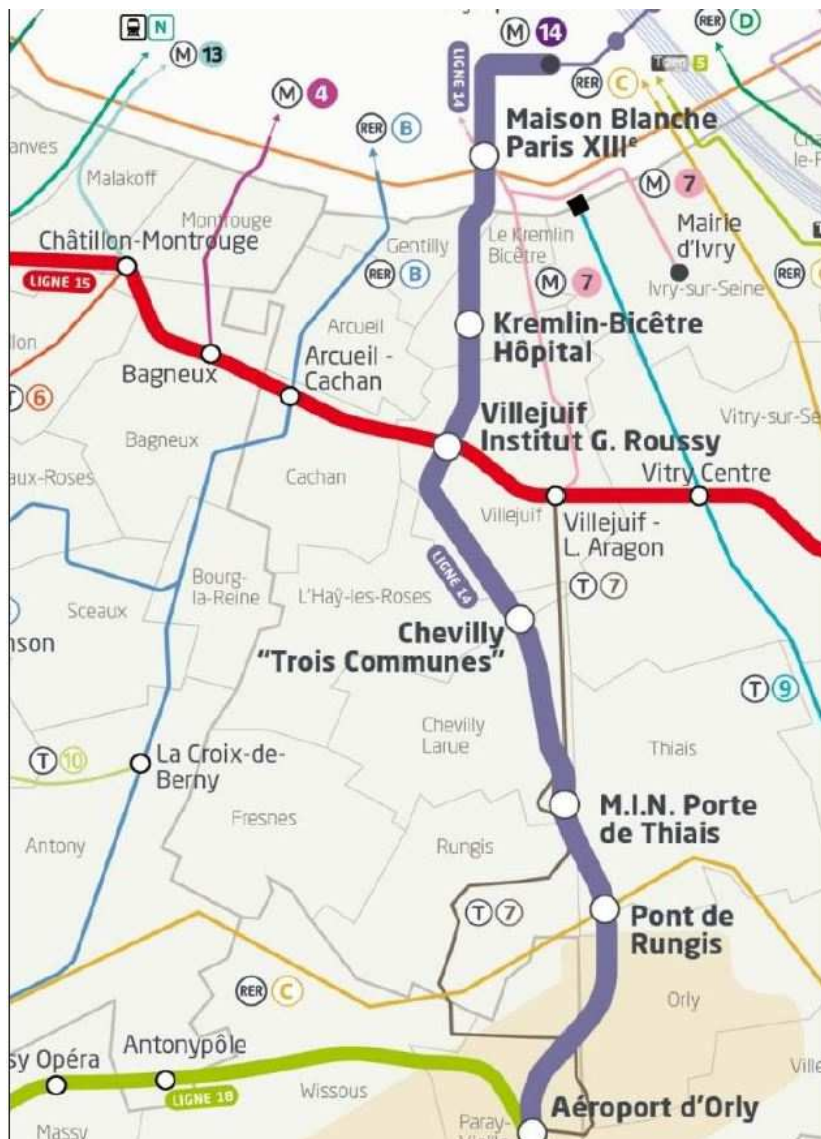 N
M 14
RER D
M 13
LIGNE 14
RER C
5
M 4
Maison Blanche
Paris XIIIe
RER B
anves
Malakoff
M 7
Montrouge
Gentilly
Le Kremlin
Bicêtre
Mairie
d'Ivry
Châtillon-Montrouge
RER B
RER
LIGNE 15
M 7
Ivry-sur-Seine
Arcueil
Kremlin-Bicêtre
Hôpital
llon
Bagneux
Arcueil -
Cachan
T 6
Villejuif
Institut G. Roussy
Vitry-sur-Se
Bagneux
aux-Roses
Cachan
Vitry Centre
Villejuif
Villejuif -
L. Aragon
LIGNE 14
Bourg-
la-Reine
L'Haÿ-les-Roses
T 7
Sceaux
nson
Chevilly
"Trois Communes"
T 9
Chevilly
Larue
Thiais
T 10
La Croix-de-
Berny
Fresnes
M.I.N. Porte
de Thiais
Antony
Rungis
T 7
Pont de
Rungis
RER C
Orly
sy Opéra
Antonypôle
LIGNE 18
Wissous
Ville
Massy
Paray-
Aéroport d'Orly